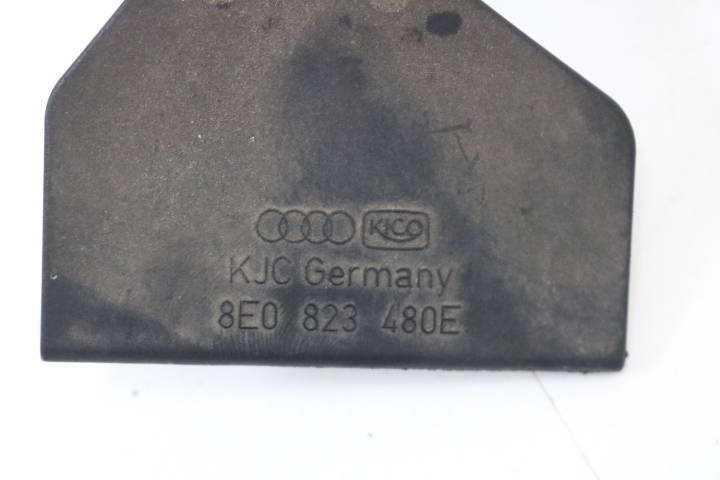 KICO
KJC Germany
8E0 823 480E